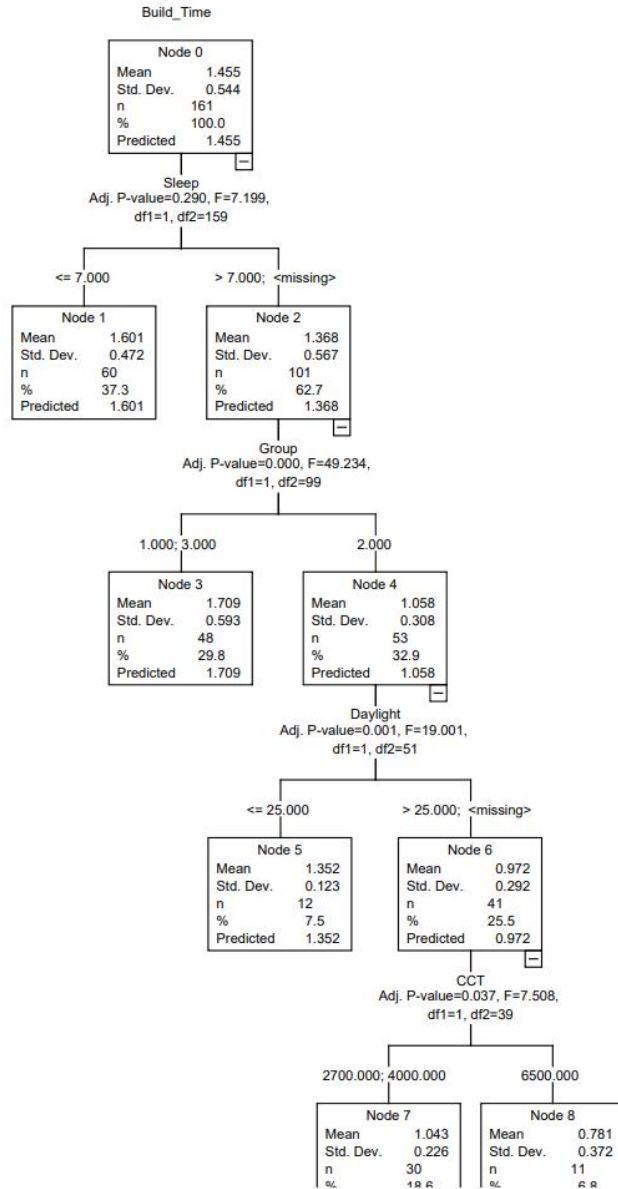 Build_Time
Node 0
Mean 1.455
Std. Dev. 0.544
n 161
% 100.0
Predicted 1.455
Sleep
Adj. P-value=0.290, F=7.199,
df1=1, df2=159
<= 7.000
> 7.000; <missing>
Node 1
Mean 1.601
Std. Dev. 0.472
n 60
% 37.3
Predicted 1.601
Node 2
Mean 1.368
Std. Dev. 0.567
n 101
% 62.7
Predicted 1.368
Group
Adj. P-value=0.000, F=49.234,
df1=1, df2=99
1.000; 3.000
2.000
Node 3
Mean 1.709
Std. Dev. 0.593
n 48
% 29.8
Predicted 1.709
Node 4
Mean 1.058
Std. Dev. 0.308
n 53
% 32.9
Predicted 1.058
Daylight
Adj. P-value=0.001, F=19.001,
df1=1, df2=51
<= 25.000
> 25.000; <missing>
Node 5
Mean 1.352
Std. Dev. 0.123
n 12
% 7.5
Predicted 1.352
Node 6
Mean 0.972
Std. Dev. 0.292
n 41
% 25.5
Predicted 0.972
CCT
Adj. P-value=0.037, F=7.508,
df1=1, df2=39
2700.000; 4000.000
6500.000
Node 7
Mean 1.043
Std. Dev. 0.226
n 30
% 18.6
Node 8
Mean 0.781
Std. Dev. 0.372
n 11
% 6.8